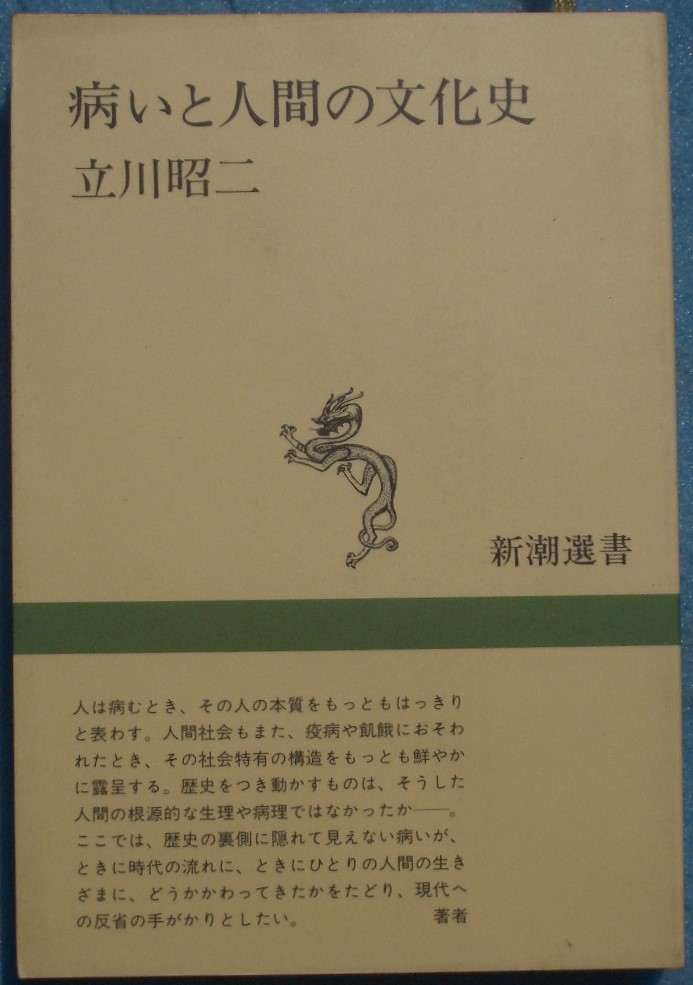 病いと人間の文化史
立川昭二
新潮選書
人は病むとき、その人の本質をもっともはっきり
と表わす。人間社会もまた、疫病や飢餓におそわ
れたとき、その社会特有の構造をもっとも鮮やか
に露呈する。歴史をつき動かすものは、そうした
人間の根源的な生理や病理ではなかったか――。
ここでは、歴史の裏側に隠れて見えない病いが、
ときに時代の流れに、ときにひとりの人間の生き
ざまに、どうかかわってきたかをたどり、現代へ
の反省の手がかりとしたい。 著者